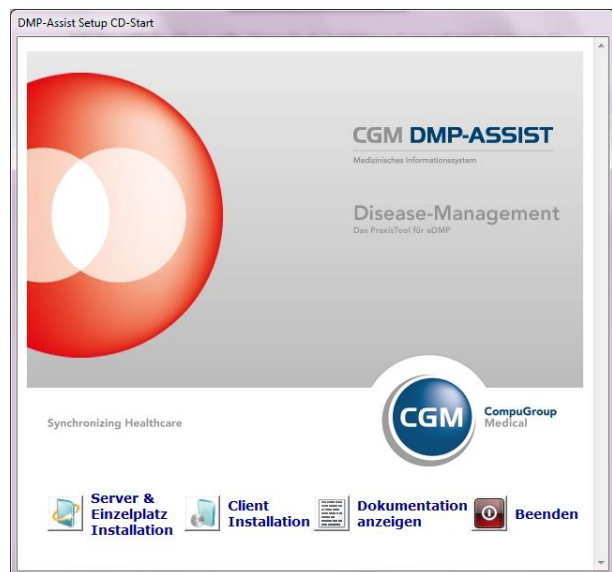 DMP-Assist Setup CD-Start
CGM DMP-ASSIST
Medizinisches Informationssystem
Disease-Management
Das PraxisTool für eDMP
Synchronizing Healthcare
CGM
CompuGroup
Medical
Server &
Einzelplatz
Installation
Client
Installation
Dokumentation
anzeigen
Beenden